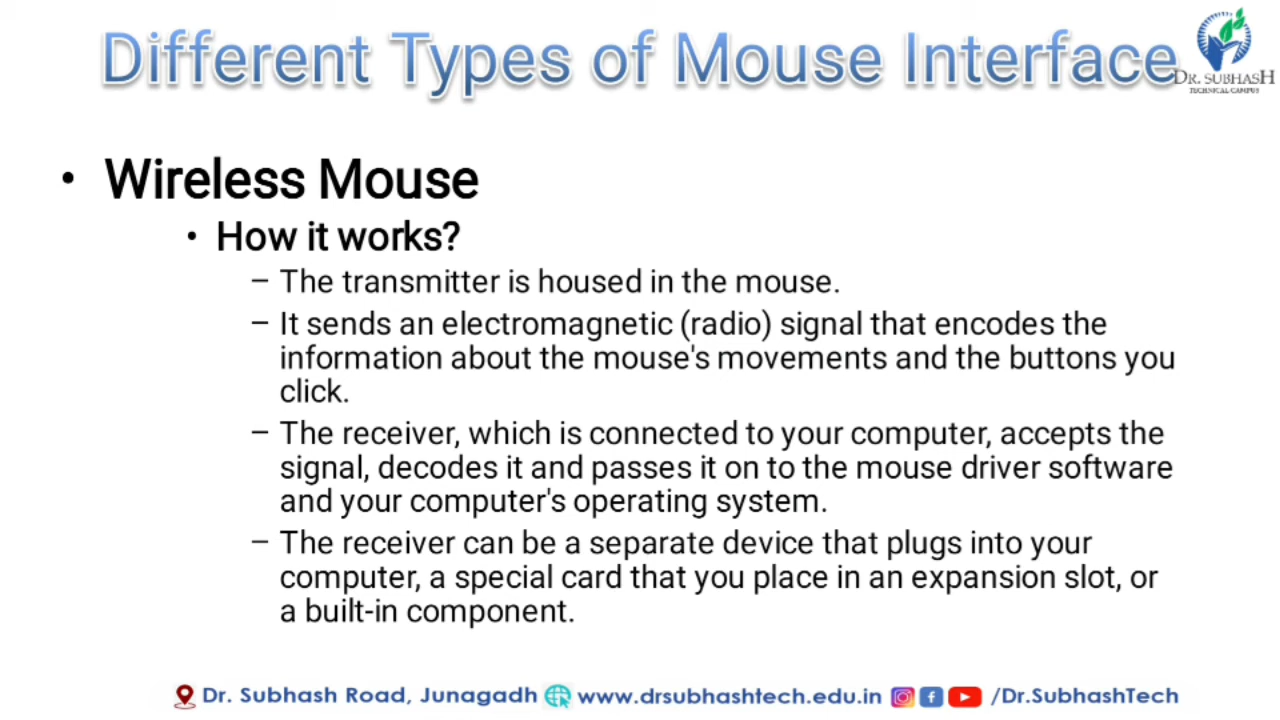 Different Types of Mouse Interface
DR. SUBHASH
TECHNICAL CAMPUS
• Wireless Mouse
• How it works?
– The transmitter is housed in the mouse.
– It sends an electromagnetic (radio) signal that encodes the
information about the mouse's movements and the buttons you
click.
– The receiver, which is connected to your computer, accepts the
signal, decodes it and passes it on to the mouse driver software
and your computer's operating system.
– The receiver can be a separate device that plugs into your
computer, a special card that you place in an expansion slot, or
a built-in component.
Dr. Subhash Road, Junagadh www.drsubhashtech.edu.in /Dr.SubhashTech